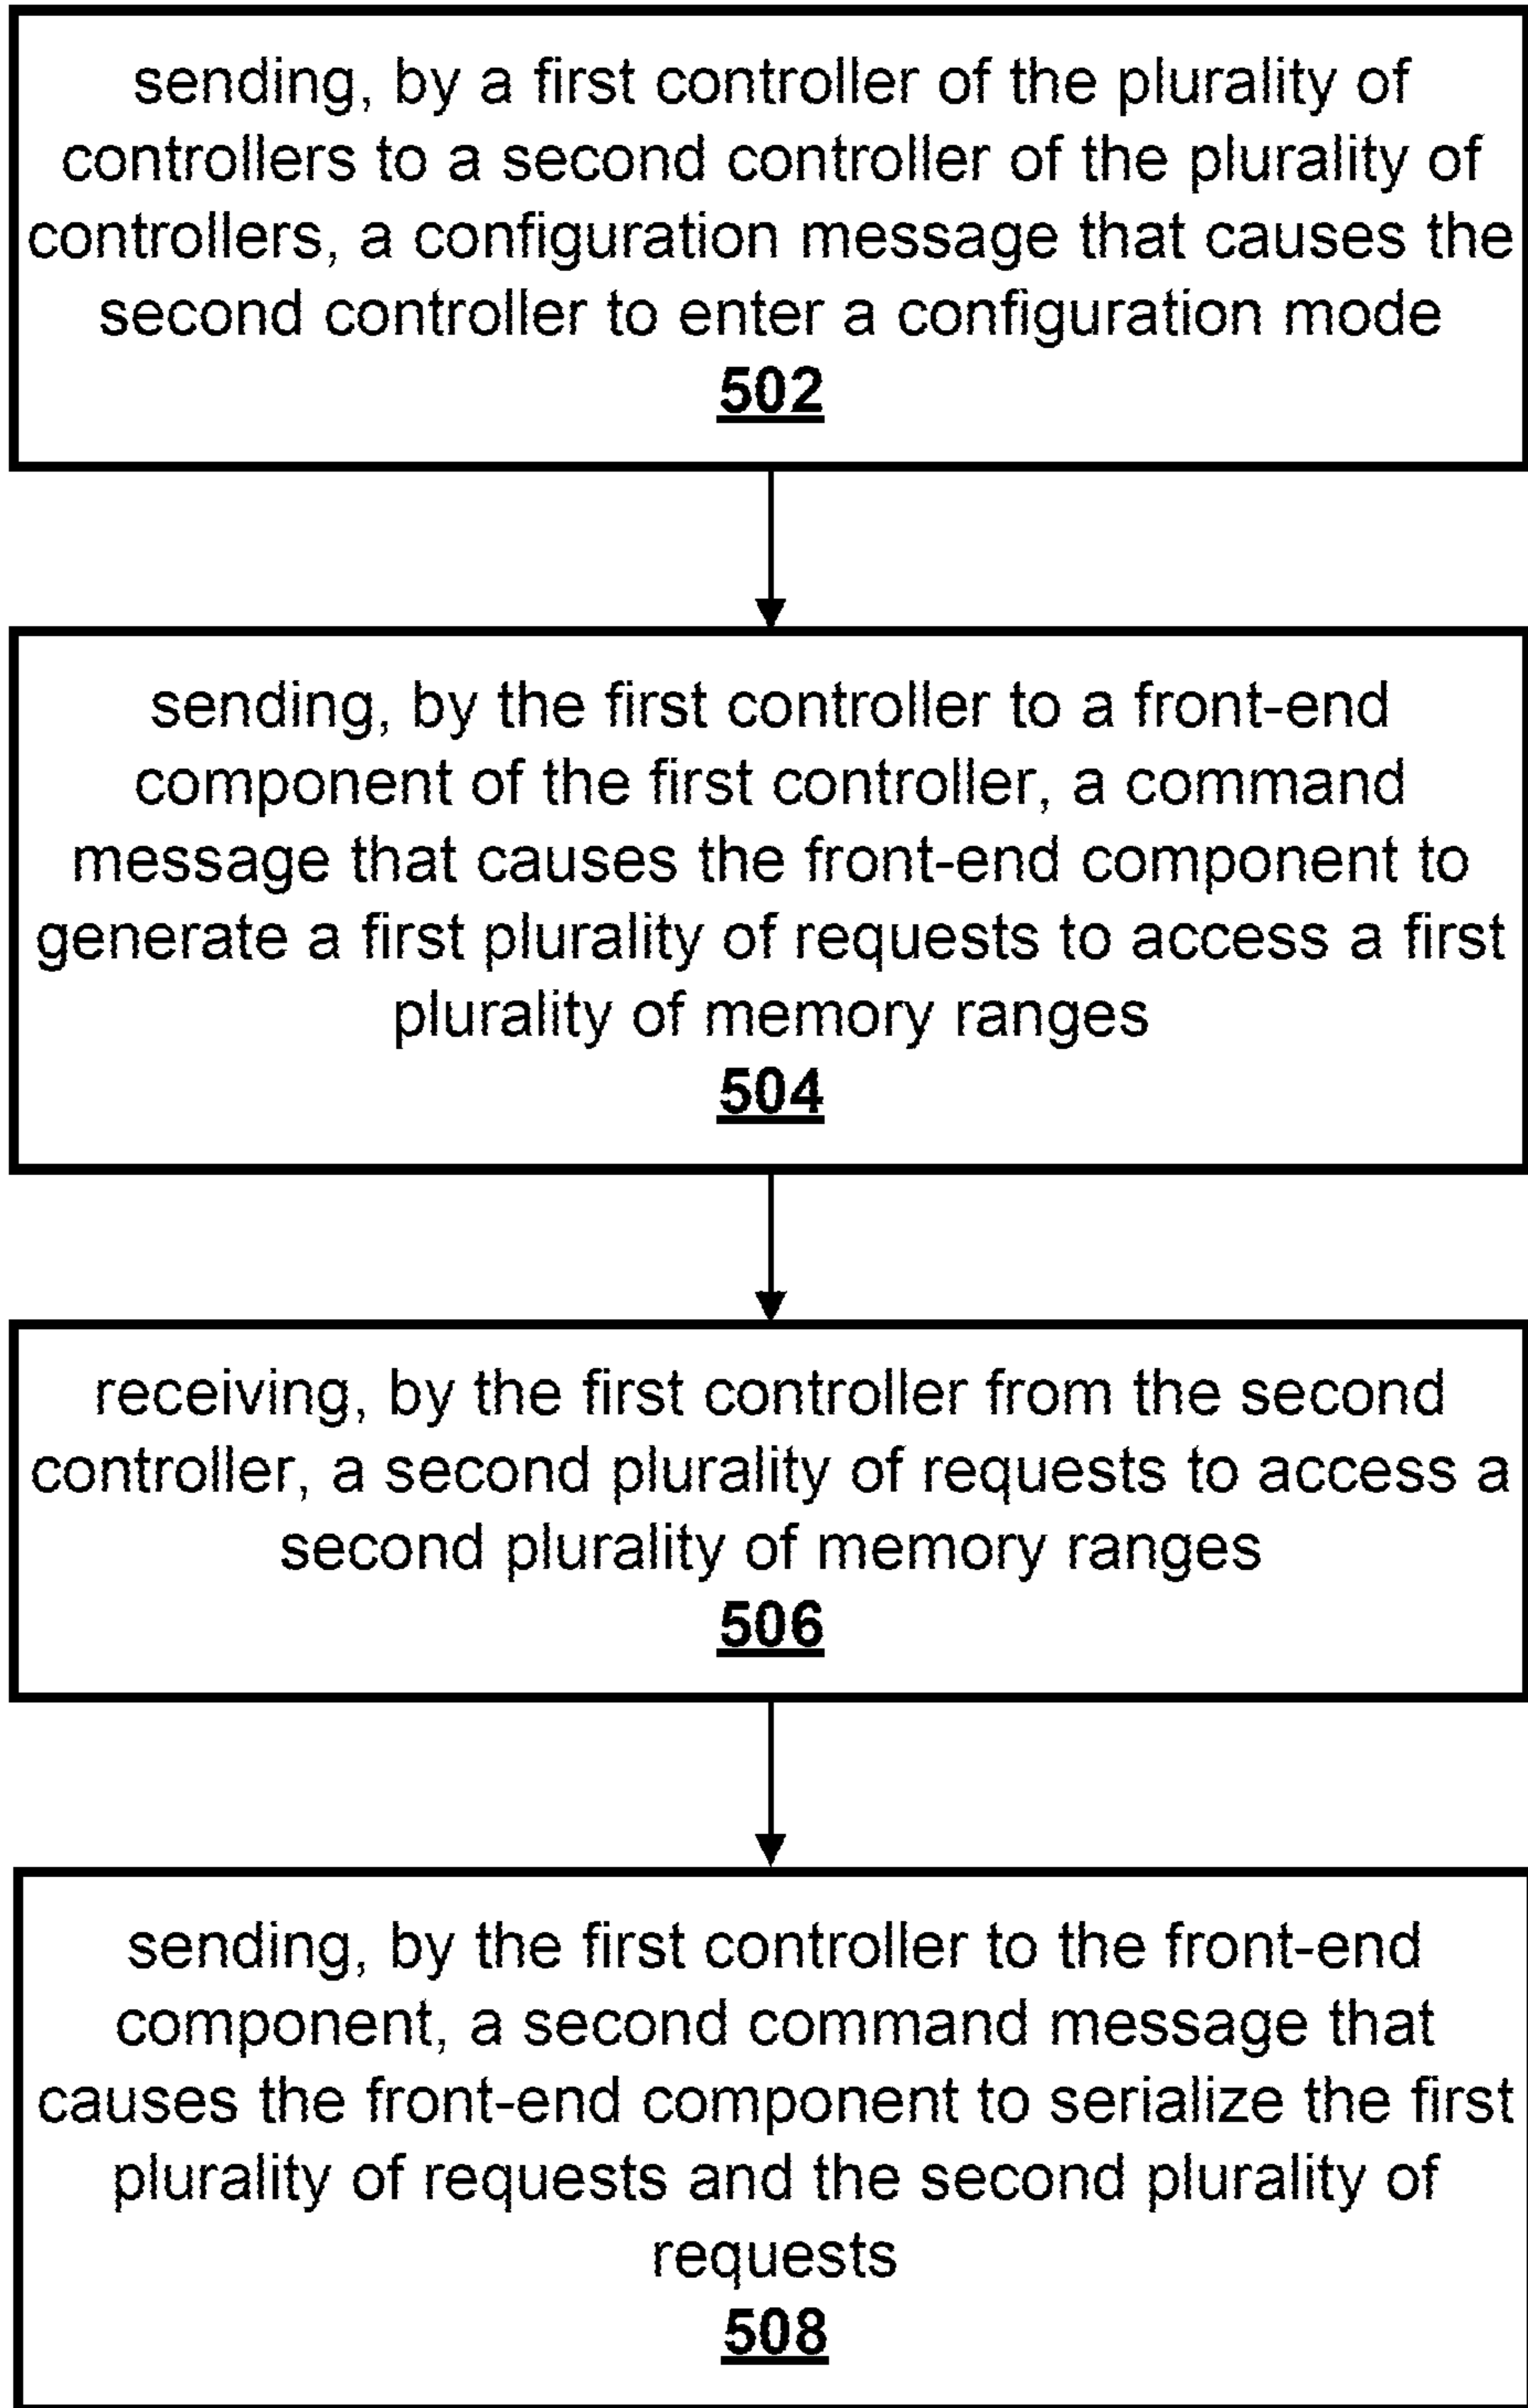 sending, by a first controller of the plurality of
controllers to a second controller of the plurality of
controllers, a configuration message that causes the
second controller to enter a configuration mode
502
sending, by the first controller to a front-end
component of the first controller, a command
message that causes the front-end component to
generate a first plurality of requests to access a first
plurality of memory ranges
504
receiving, by the first controller from the second
controller, a second plurality of requests to access a
second plurality of memory ranges
506
sending, by the first controller to the front-end
component, a second command message that
causes the front-end component to serialize the first
plurality of requests and the second plurality of
requests
508